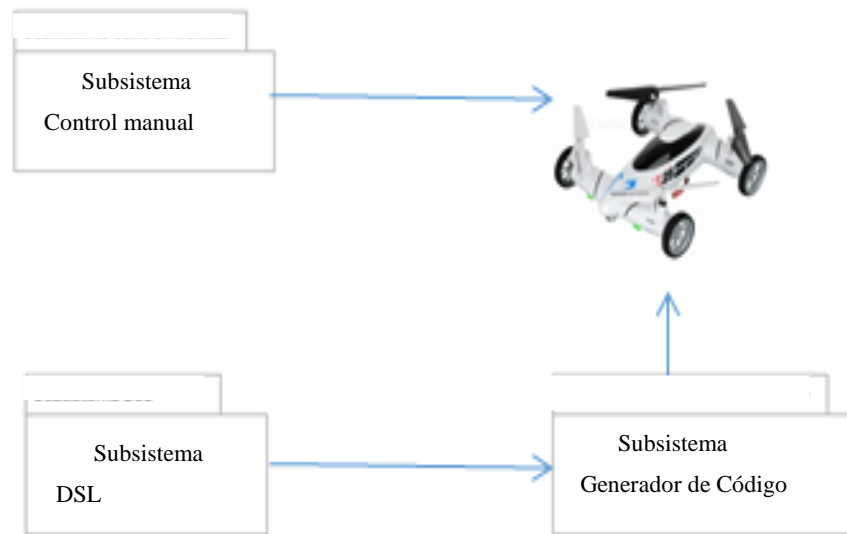 Subsistema
Control manual
Subsistema
DSL
Subsistema
Generador de Código